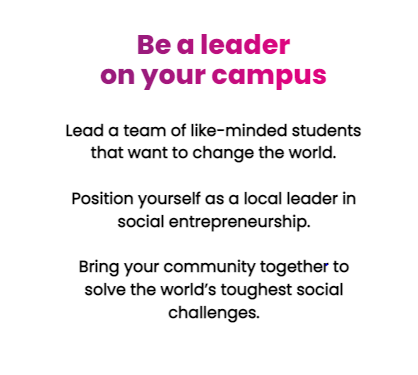 Be a leader
on your campus
Lead a team of like-minded students
that want to change the world.
Position yourself as a local leader in
social entrepreneurship.
Bring your community together to
solve the world's toughest social
challenges.